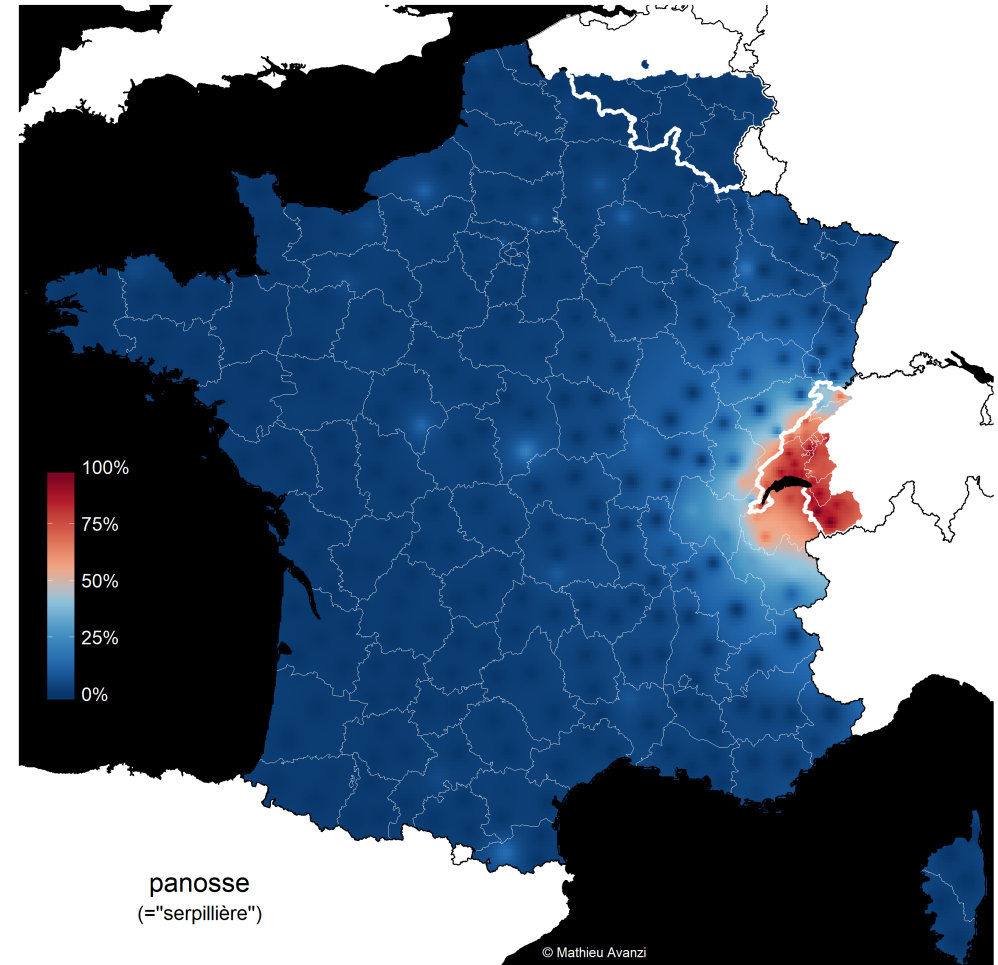 100%
75%
50%
25%
0%
panosse
(="serpillière")
© Mathieu Avanzi